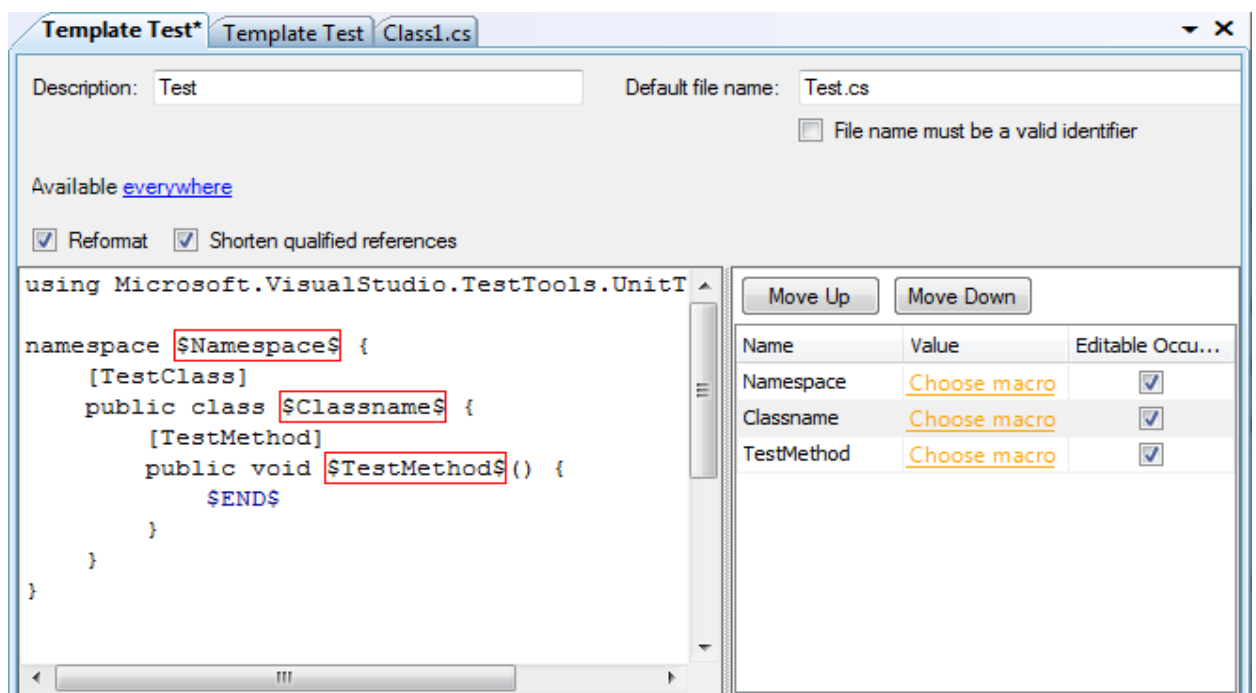 Template Test* Template Test Class1.cs
Description: Test Default file name: Test.cs
File name must be a valid identifier
Available everywhere
Reformat Shorten qualified references
using Microsoft.VisualStudio.TestTools.UnitT
namespace $Namespace$ {
[TestClass]
public class $Classname$ {
[TestMethod]
public void $TestMethod$() {
$END$
}
}
}
Move Up Move Down
Name Value Editable Occu...
Namespace Choose macro
Classname Choose macro
TestMethod Choose macro